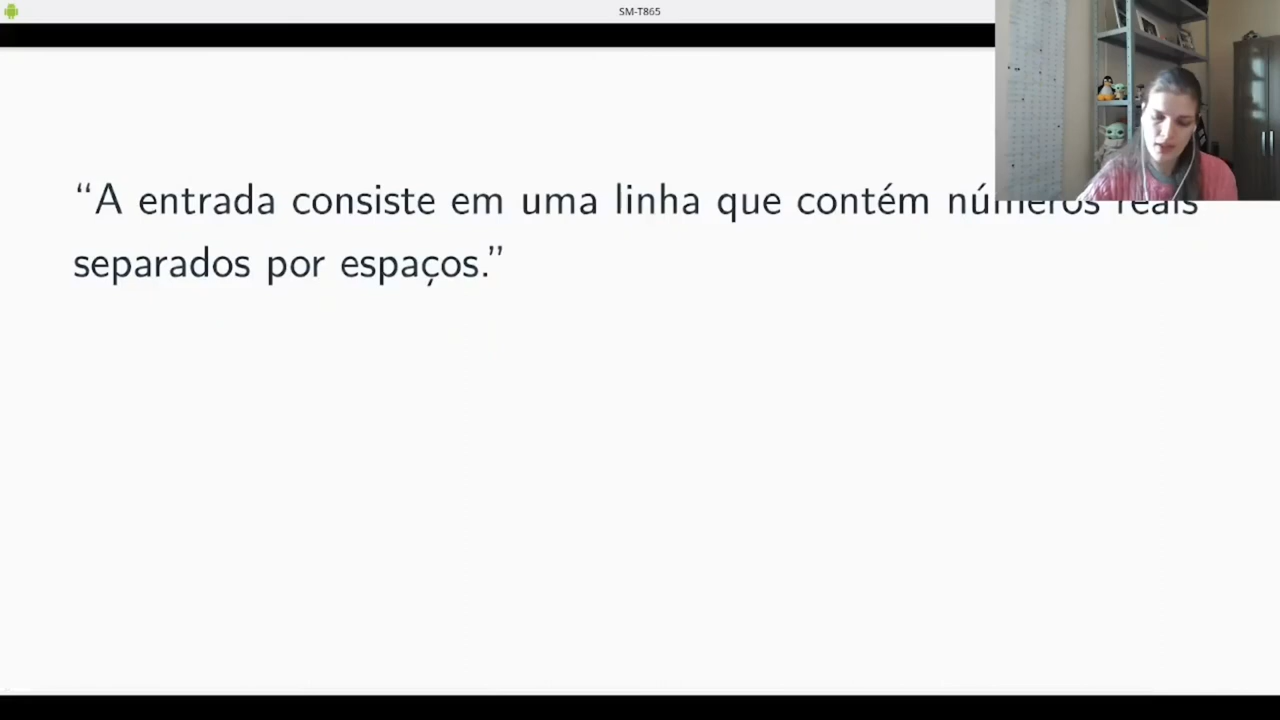 SM-T865
“A entrada consiste em uma linha que contém números reais
separados por espaços.”